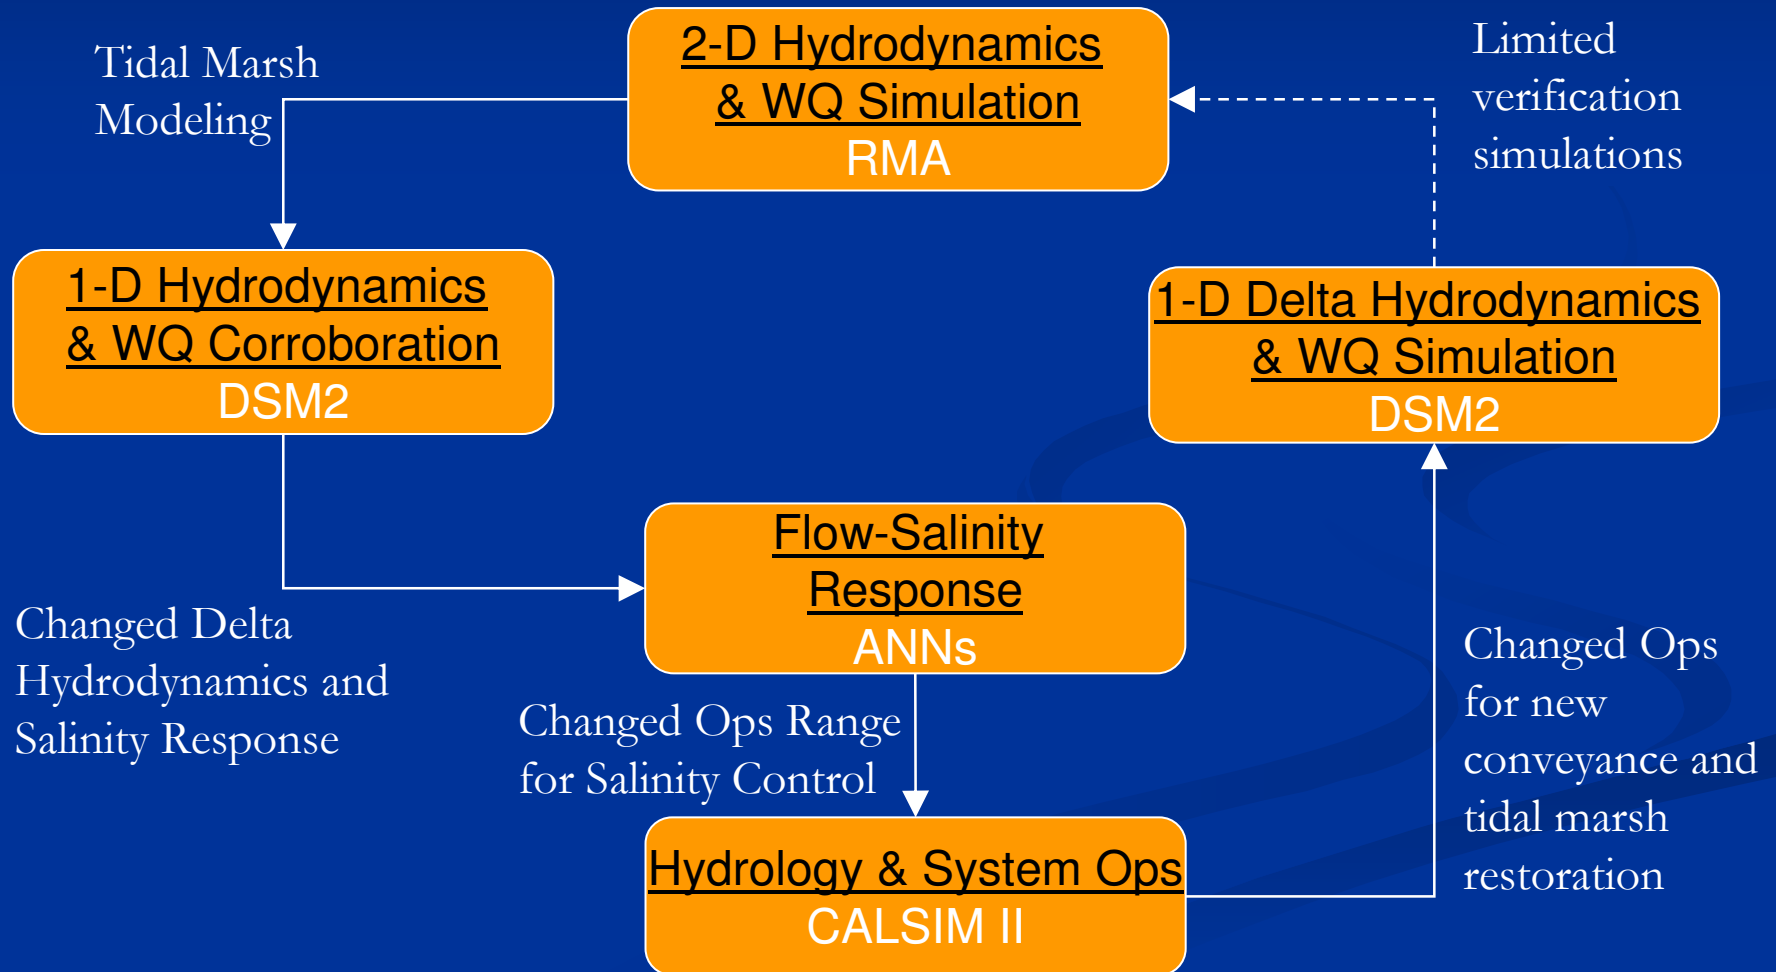 Tidal Marsh
Modeling
2-D Hydrodynamics
& WQ Simulation
RMA
Limited
verification
simulations
1-D Hydrodynamics
& WQ Corroboration
DSM2
1-D Delta Hydrodynamics
& WQ Simulation
DSM2
Flow-Salinity
Response
ANNs
Changed Delta
Hydrodynamics and
Salinity Response
Changed Ops Range
for Salinity Control
Changed Ops
for new
conveyance and
tidal marsh
restoration
Hydrology & System Ops
CALSIM II